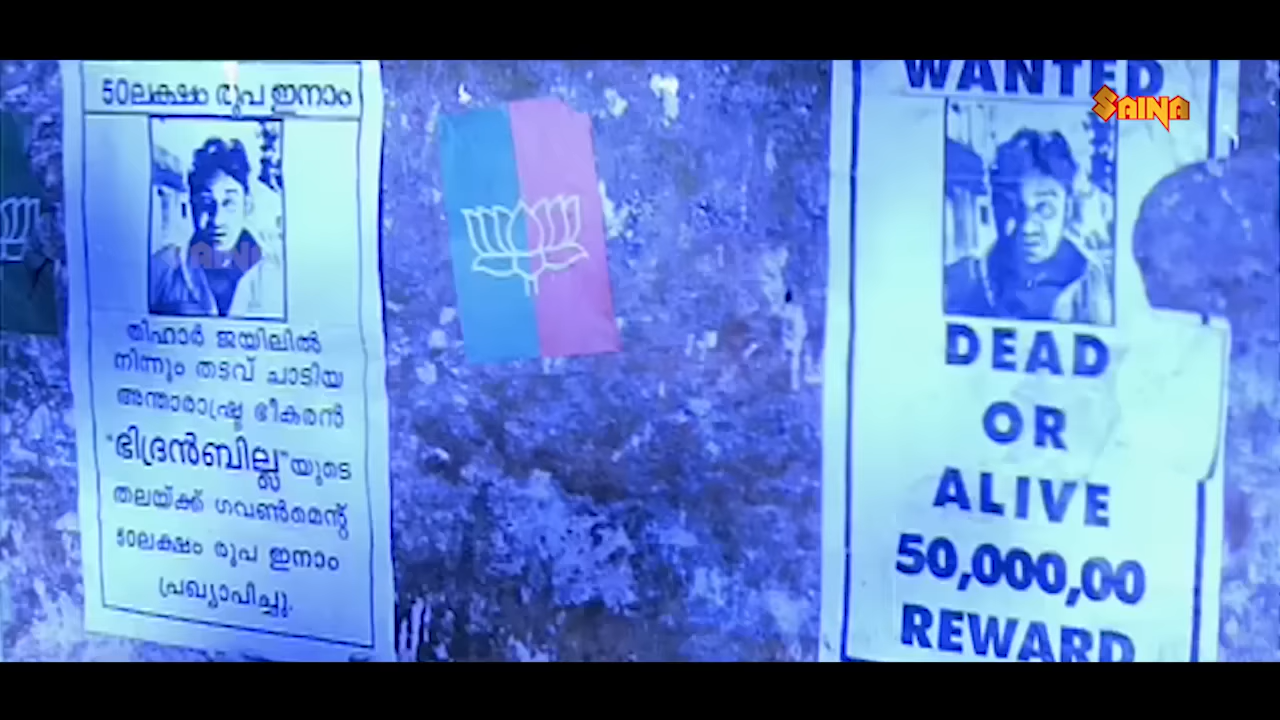 50ലക്ഷം രൂപ ഇനാം
തിഹാർ ജയിലിൽ
നിന്നും തടവ് ചാടിയ
അന്താരാഷ്ട്ര ഭീകരൻ
"ഭിദ്രൻബില്ല"യുടെ
തലയ്ക്ക് ഗവൺമെന്റ്
50ലക്ഷം രൂപ ഇനാം
പ്രഖ്യാപിച്ചു.
WANTED
SAINA
DEAD
OR
ALIVE
50,000,00
REWARD